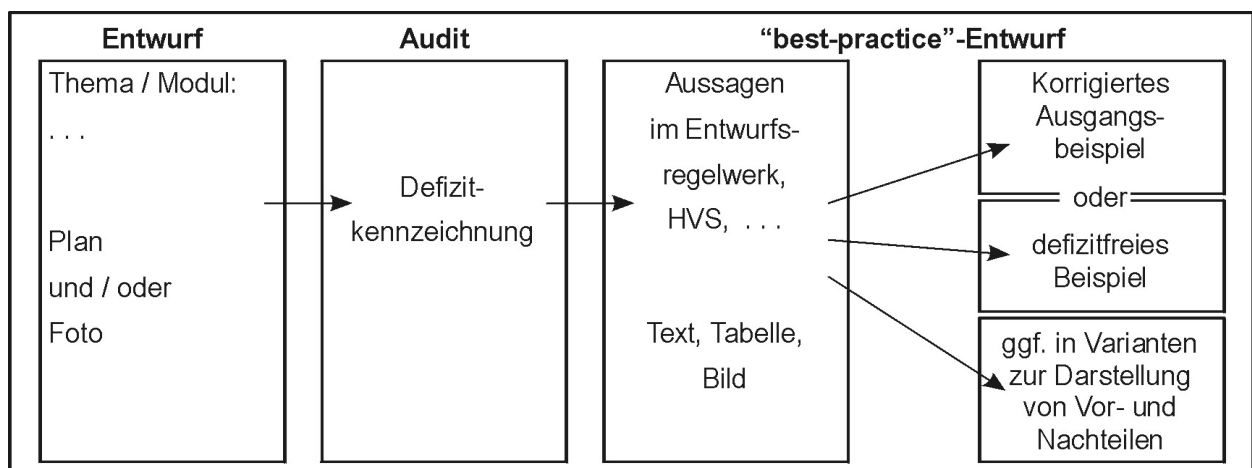 Entwurf
Audit
“best-practice”-Entwurf
Thema / Modul:
. . .
Plan
und / oder
Foto
Defizit-
kennzeichnung
Aussagen
im Entwurfs-
regelwerk,
HVS, . . .
Text, Tabelle,
Bild
Korrigiertes
Ausgangs-
beispiel
oder
defizitfreies
Beispiel
ggf. in Varianten
zur Darstellung
von Vor- und
Nachteilen